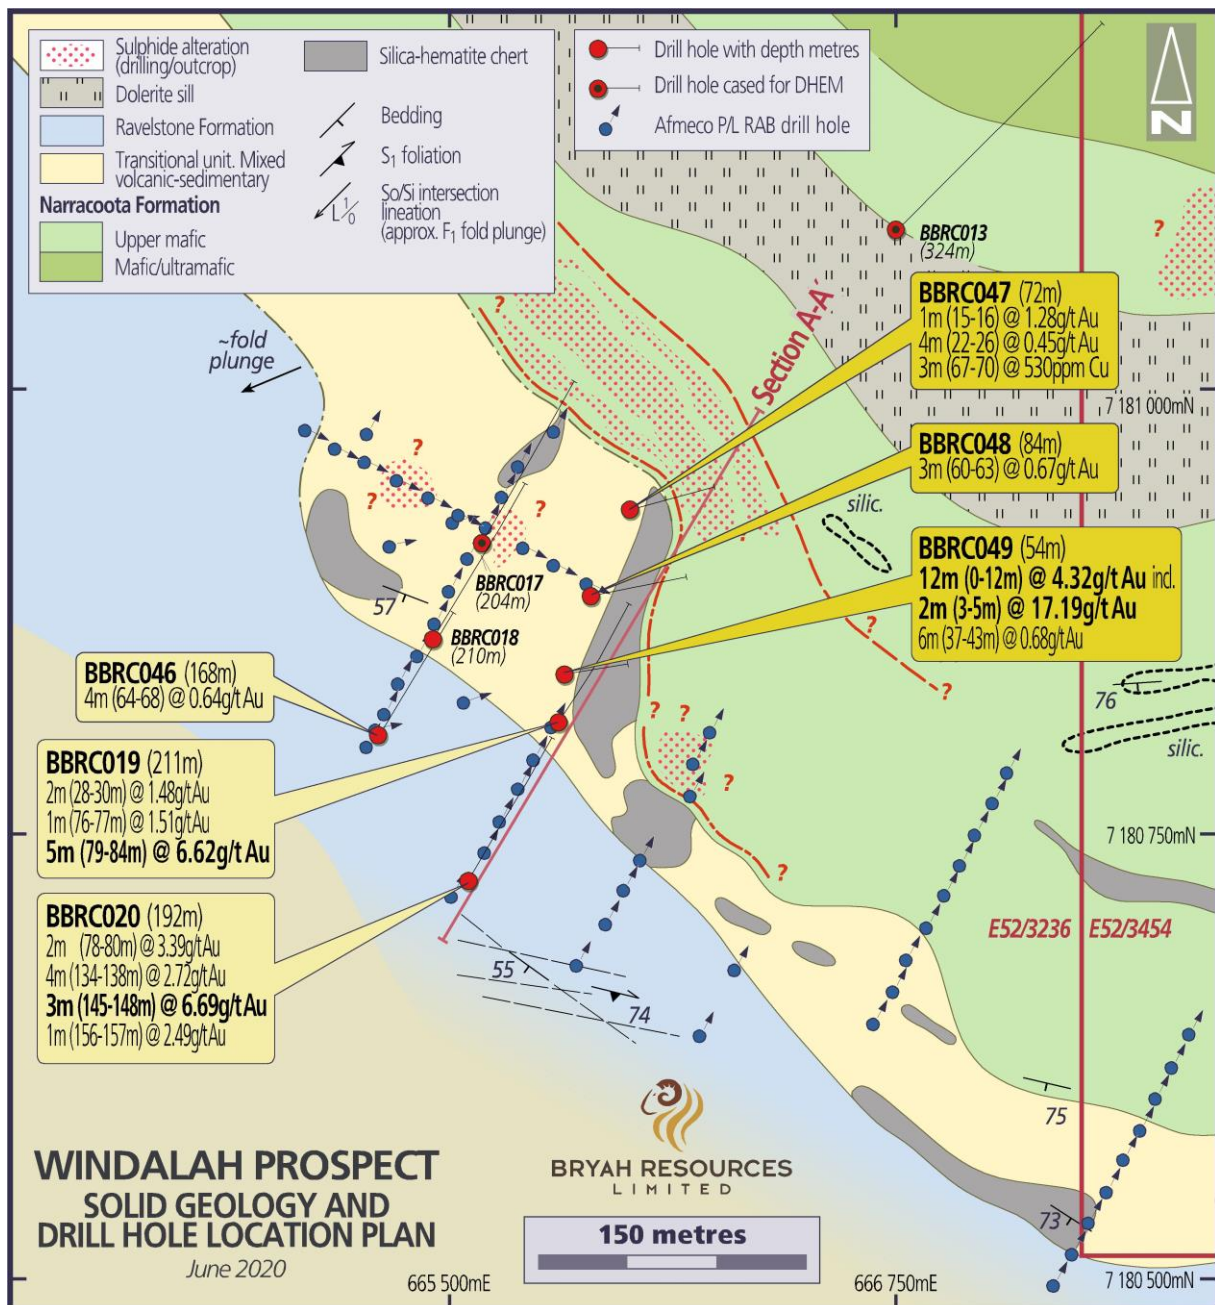 Sulphide alteration
(drilling/outcrop)
Dolerite sill
Ravelstone Formation
Transitional unit. Mixed
volcanic-sedimentary
Narracoota Formation
Upper mafic
Mafic/ultramafic
Silica-hematite chert
Bedding
S1 foliation
L 1/0
So/Si intersection
lineation
(approx. F1 fold plunge)
Drill hole with depth metres
Drill hole cased for DHEM
Afmeco P/L RAB drill hole
N
BBRC013
(324m)
?
?
Section A-A´
BBRC047 (72m)
1m (15-16) @ 1.28g/t Au
4m (22-26) @ 0.45g/t Au
3m (67-70) @ 530ppm Cu
~fold
plunge
7 181 000mN
BBRC048 (84m)
3m (60-63) @ 0.67g/t Au
?
?
?
?
silic.
BBRC049 (54m)
12m (0-12m) @ 4.32g/t Au incl.
2m (3-5m) @ 17.19g/t Au
6m (37-43m) @ 0.68g/t Au
BBRC017
(204m)
57
BBRC018
(210m)
?
?
76
silic.
BBRC046 (168m)
4m (64-68) @ 0.64g/t Au
? ?
?
?
BBRC019 (211m)
2m (28-30m) @ 1.48g/t Au
1m (76-77m) @ 1.51g/t Au
5m (79-84m) @ 6.62g/t Au
7 180 750mN
?
BBRC020 (192m)
2m (78-80m) @ 3.39g/t Au
4m (134-138m) @ 2.72g/t Au
3m (145-148m) @ 6.69g/t Au
1m (156-157m) @ 2.49g/t Au
E52/3236 E52/3454
55
74
75
73
WINDALAH PROSPECT
SOLID GEOLOGY AND
DRILL HOLE LOCATION PLAN
June 2020
BRYAH RESOURCES
LIMITED
150 metres
665 500mE
666 750mE
7 180 500mN